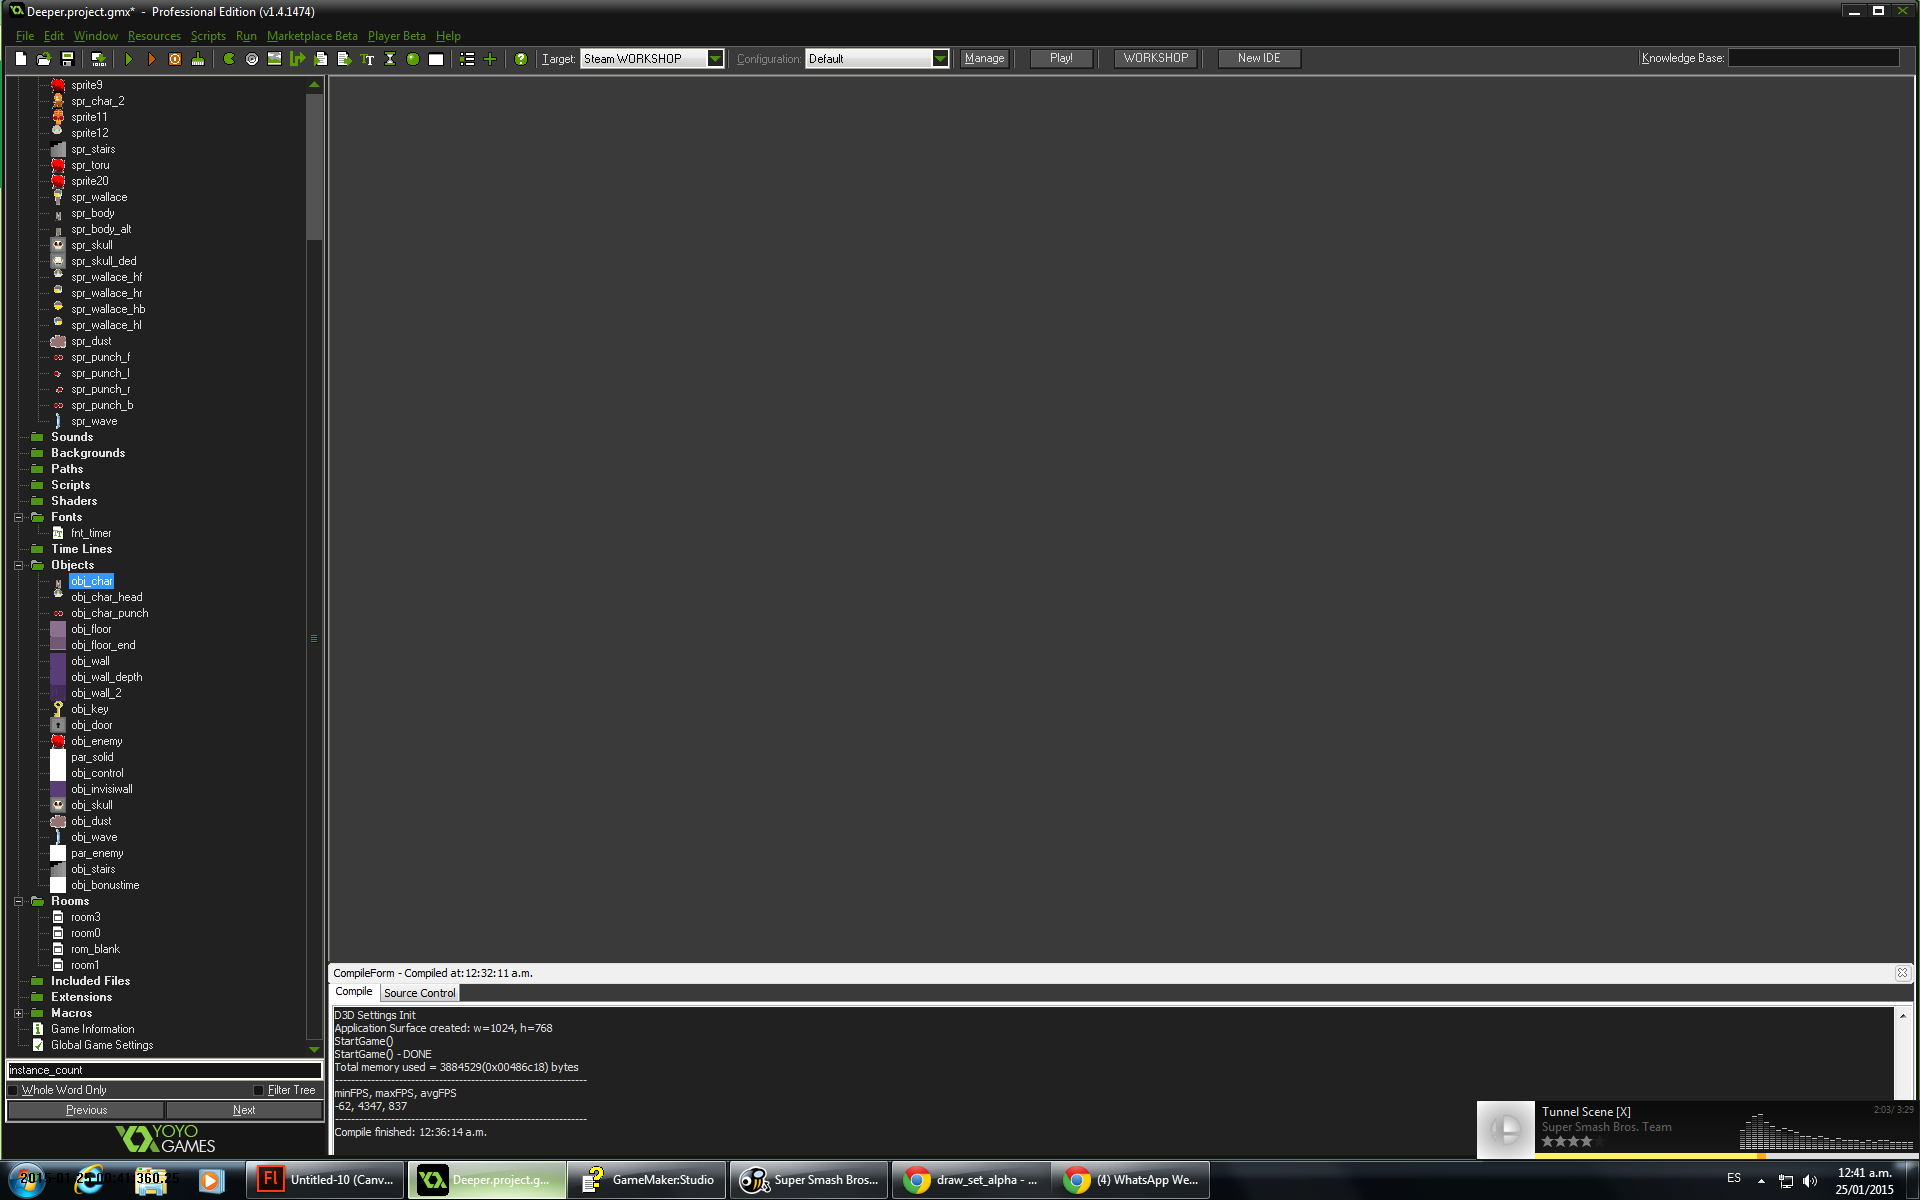 Deeper.project.gmx*  -  Professional Edition (v1.4.1474)
File Edit Window Resources Scripts Run Marketplace Beta Player Beta Help
Target: Steam WORKSHOP Configuration: Default Manage Play! WORKSHOP New IDE Knowledge Base:
sprite9
spr_char_2
sprite11
sprite12
spr_stairs
spr_toru
sprite20
spr_wallace
spr_body
spr_body_alt
spr_skull
spr_skull_ded
spr_wallace_hf
spr_wallace_hr
spr_wallace_hb
spr_wallace_hl
spr_dust
spr_punch_f
spr_punch_l
spr_punch_r
spr_punch_b
spr_wave
Sounds
Backgrounds
Paths
Scripts
Shaders
Fonts
fnt_timer
Time Lines
Objects
obj_char
obj_char_head
obj_char_punch
obj_floor
obj_floor_end
obj_wall
obj_wall_depth
obj_wall_2
obj_key
obj_door
obj_enemy
par_solid
obj_control
obj_invisiwall
obj_skull
obj_dust
obj_wave
par_enemy
obj_stairs
obj_bonustime
Rooms
room3
room0
rom_blank
room1
Included Files
Extensions
Macros
Game Information
Global Game Settings
instance_count
Whole Word Only Filter Tree
Previous Next
YOYO
GAMES
CompileForm - Compiled at:12:32:11 a.m.
Compile Source Control
D3D Settings Init
Application Surface created: w=1024, h=768
StartGame()
StartGame() - DONE
Total memory used = 3884529(0x00486c18) bytes
minFPS, maxFPS, avgFPS
-62, 4347, 837
Compile finished: 12:36:14 a.m.
Tunnel Scene [X] 2:03/3:29
Super Smash Bros. Team
2015-01-25 00:41:360.25
Untitled-10 (Canv... Deeper.project.g... GameMaker:Studio Super Smash Bros... draw_set_alpha - ... (4) WhatsApp We...
ES
12:41 a.m.
25/01/2015